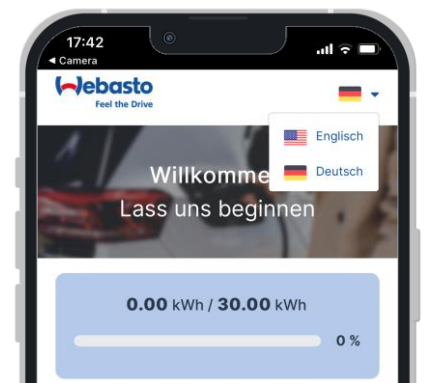 17:42
◀ Camera
Webasto
Feel the Drive
Englisch
Deutsch
Willkomme
Lass uns beginnen
0.00 kWh / 30.00 kWh
0 %